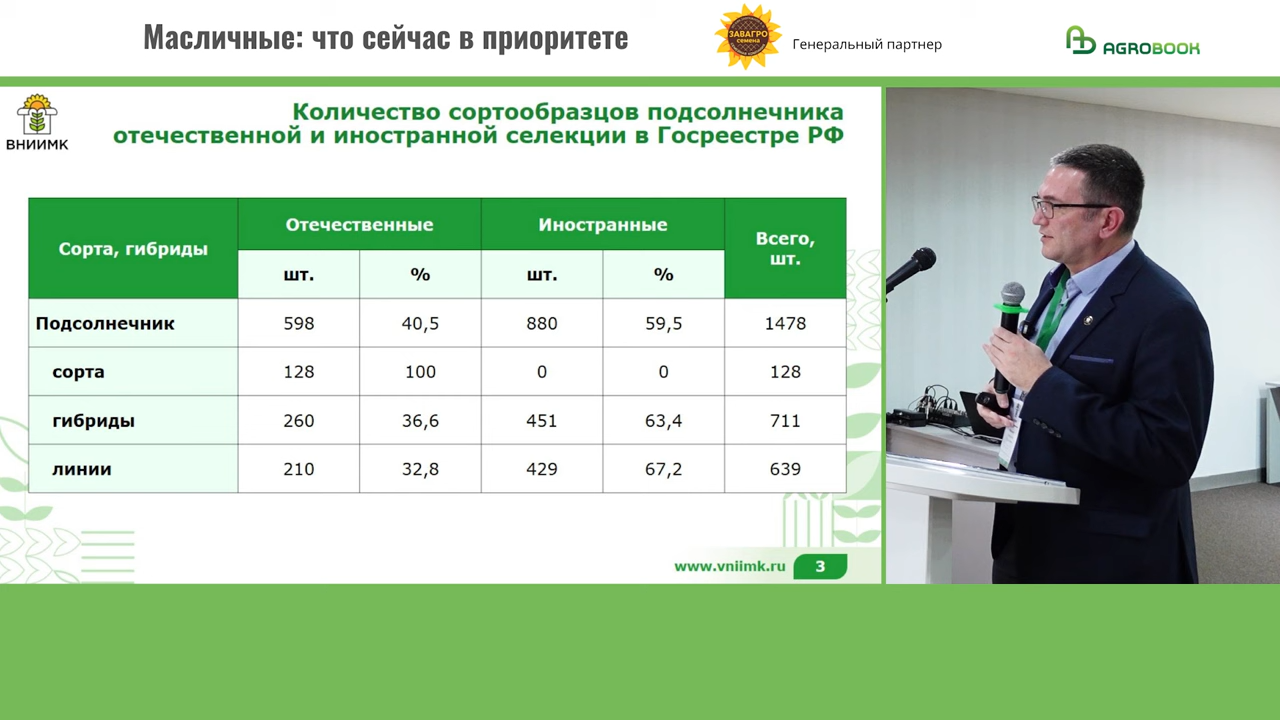 Масличные: что сейчас в приоритете
ЗАВАГРО
семена
Генеральный партнер
AGROBOOK
ВНИИМК
Количество сортообразцов подсолнечника
отечественной и иностранной селекции в Госреестре РФ
Сорта, гибриды
Отечественные
Иностранные
Всего,
шт.
шт. % шт. %
Подсолнечник 598 40,5 880 59,5 1478
сорта 128 100 0 0 128
гибриды 260 36,6 451 63,4 711
линии 210 32,8 429 67,2 639
www.vniimk.ru 3